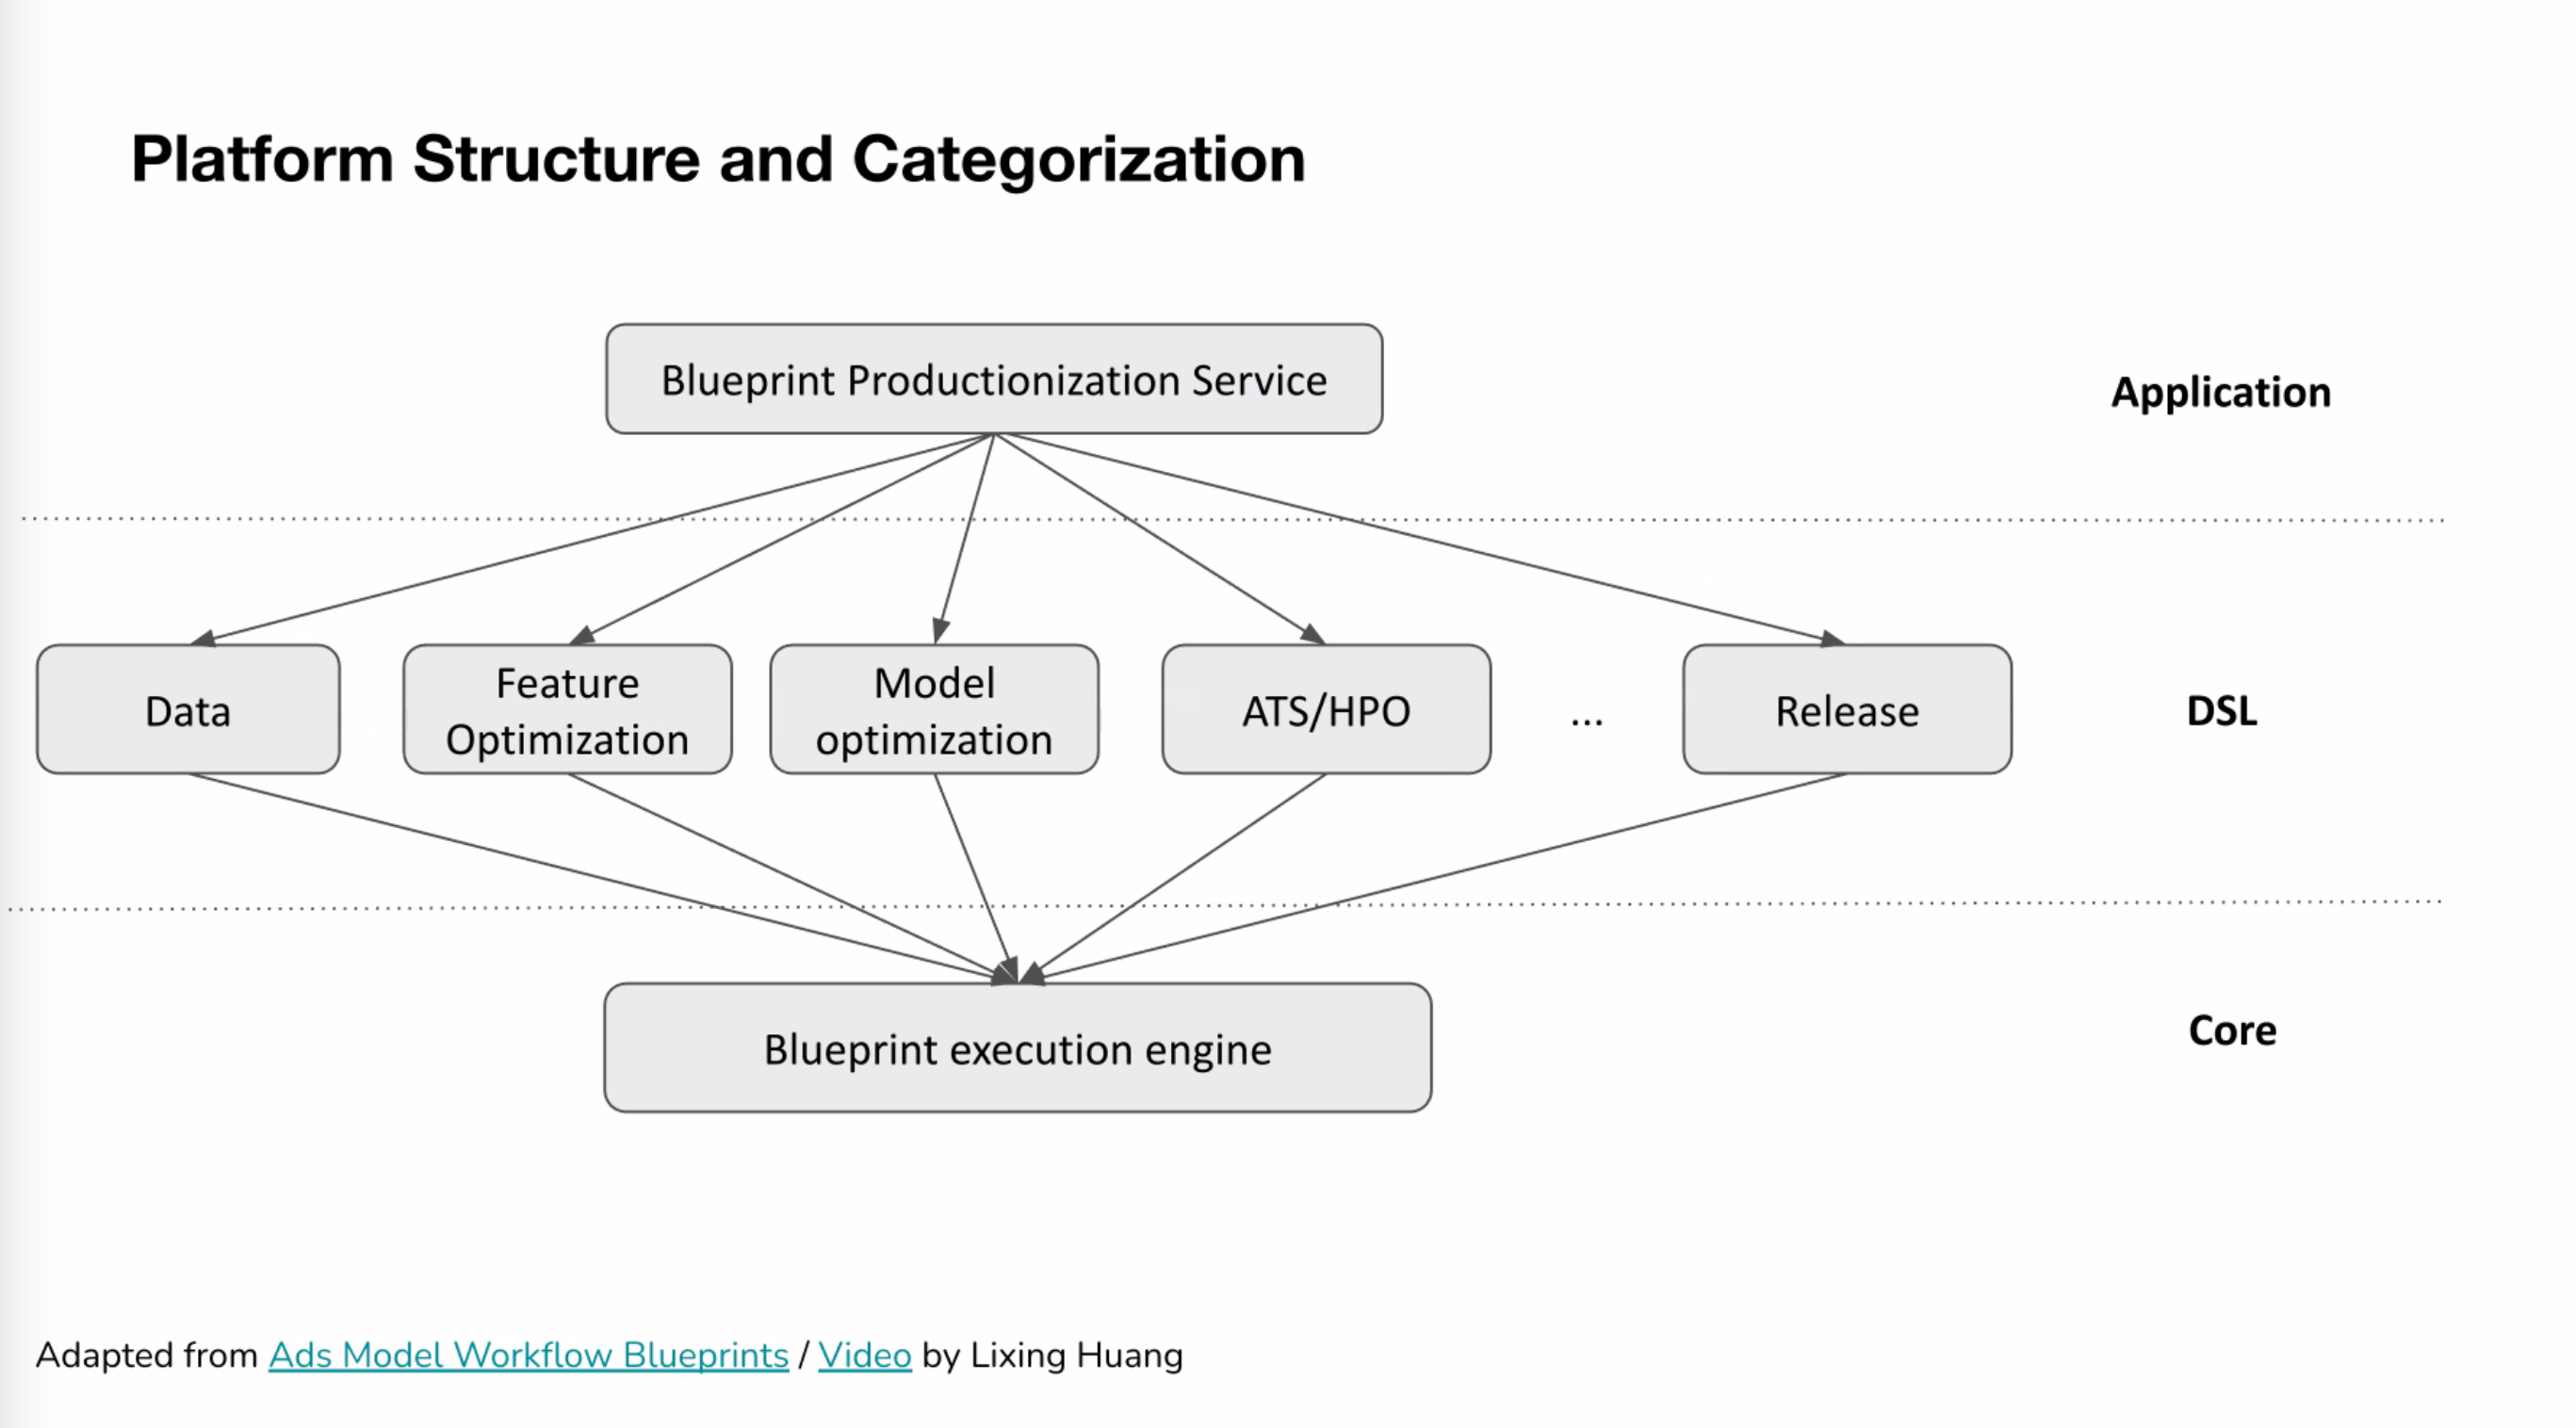 Platform Structure and Categorization
Blueprint Productionization Service
Application
Data
Feature
Optimization
Model
optimization
ATS/HPO
...
Release
DSL
Blueprint execution engine
Core
Adapted from Ads Model Workflow Blueprints / Video by Lixing Huang